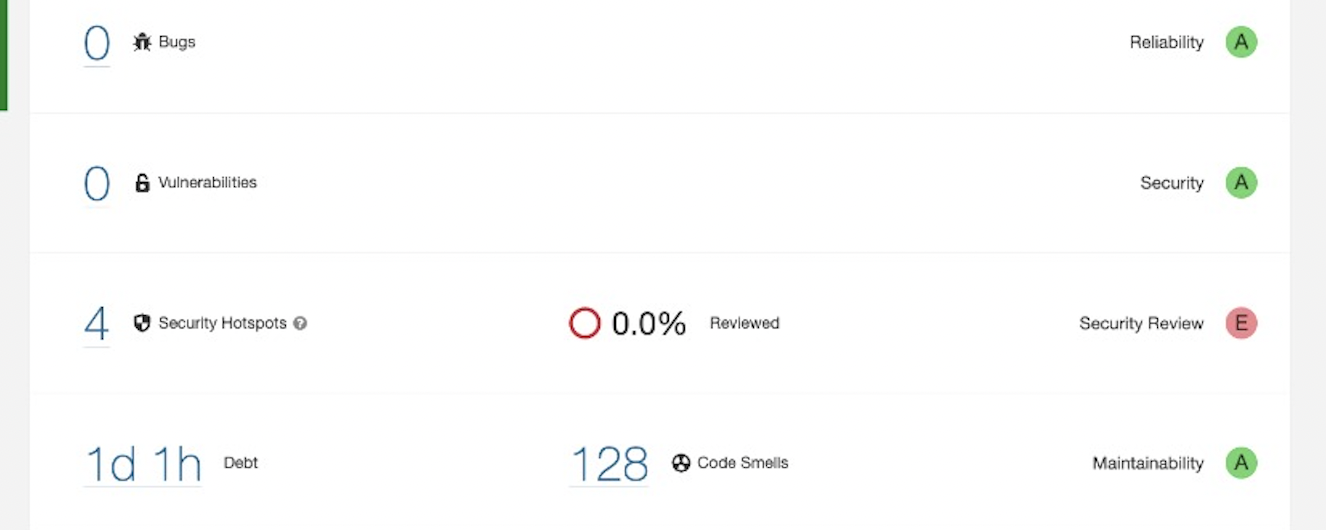 0 Bugs Reliability A
0 Vulnerabilities Security A
4 Security Hotspots ? 0.0% Reviewed Security Review E
1d 1h Debt 128 Code Smells Maintainability A